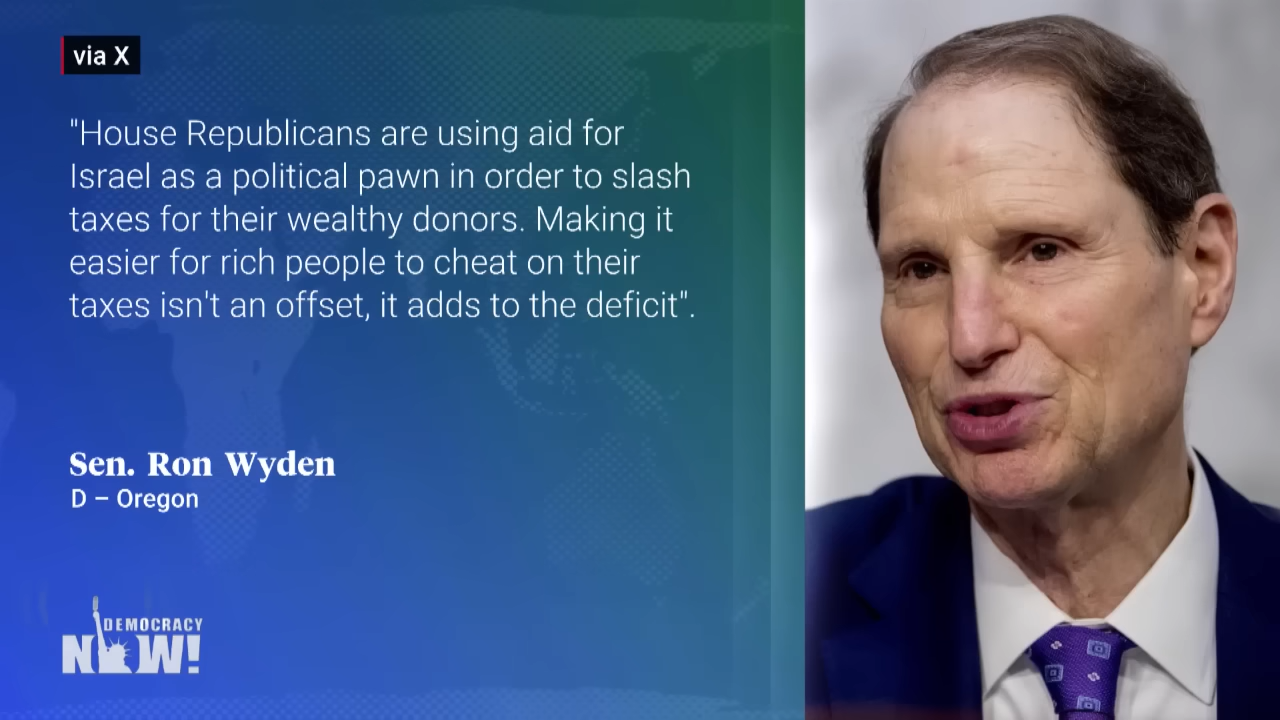 via X
"House Republicans are using aid for
Israel as a political pawn in order to slash
taxes for their wealthy donors. Making it
easier for rich people to cheat on their
taxes isn't an offset, it adds to the deficit".
Sen. Ron Wyden
D – Oregon
DEMOCRACY
NOW!